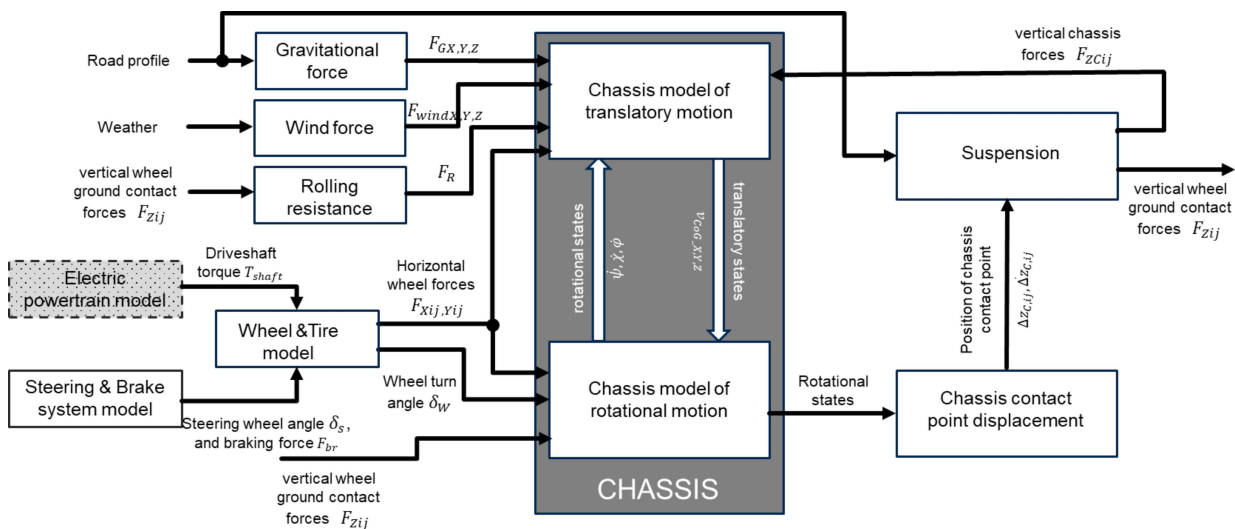 Road profile
Gravitational
force
F_{GX,Y,Z}
Weather
Wind force
F_{windX,Y,Z}
vertical wheel
ground contact
forces F_{Zij}
Rolling
resistance
F_R
Electric
powertrain model
Driveshaft
torque T_{shaft}
Steering & Brake
system model
Wheel &Tire
model
Steering wheel angle δ_s,
and braking force F_{br}
Horizontal
wheel forces
F_{Xij,Yij}
Wheel turn
angle δ_W
vertical wheel
ground contact
forces F_{Zij}
Chassis model of
translatory motion
rotational states
ψ̇, χ̇, φ̇
translatory states
v_{CoG_X,Y,Z}
Chassis model of
rotational motion
CHASSIS
vertical chassis
forces F_{ZCij}
Suspension
vertical wheel
ground contact
forces F_{Zij}
Position of chassis
contact point
Δz_{C,ij}, Δż_{C,ij}
Rotational
states
Chassis contact
point displacement